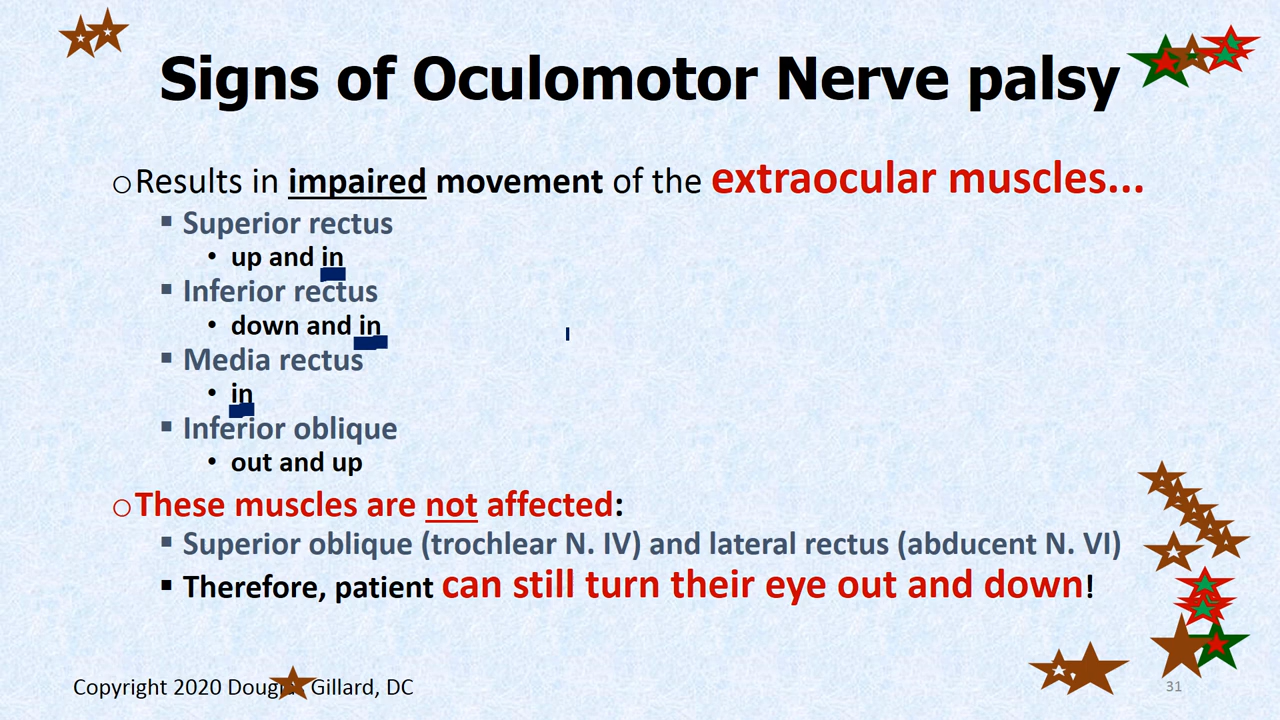 Signs of Oculomotor Nerve palsy
○Results in impaired movement of the extraocular muscles...
▪ Superior rectus
• up and in
▪ Inferior rectus
• down and in
▪ Media rectus
• in
▪ Inferior oblique
• out and up
○These muscles are not affected:
▪ Superior oblique (trochlear N. IV) and lateral rectus (abducent N. VI)
▪ Therefore, patient can still turn their eye out and down!
Copyright 2020 Gillard, DC
31